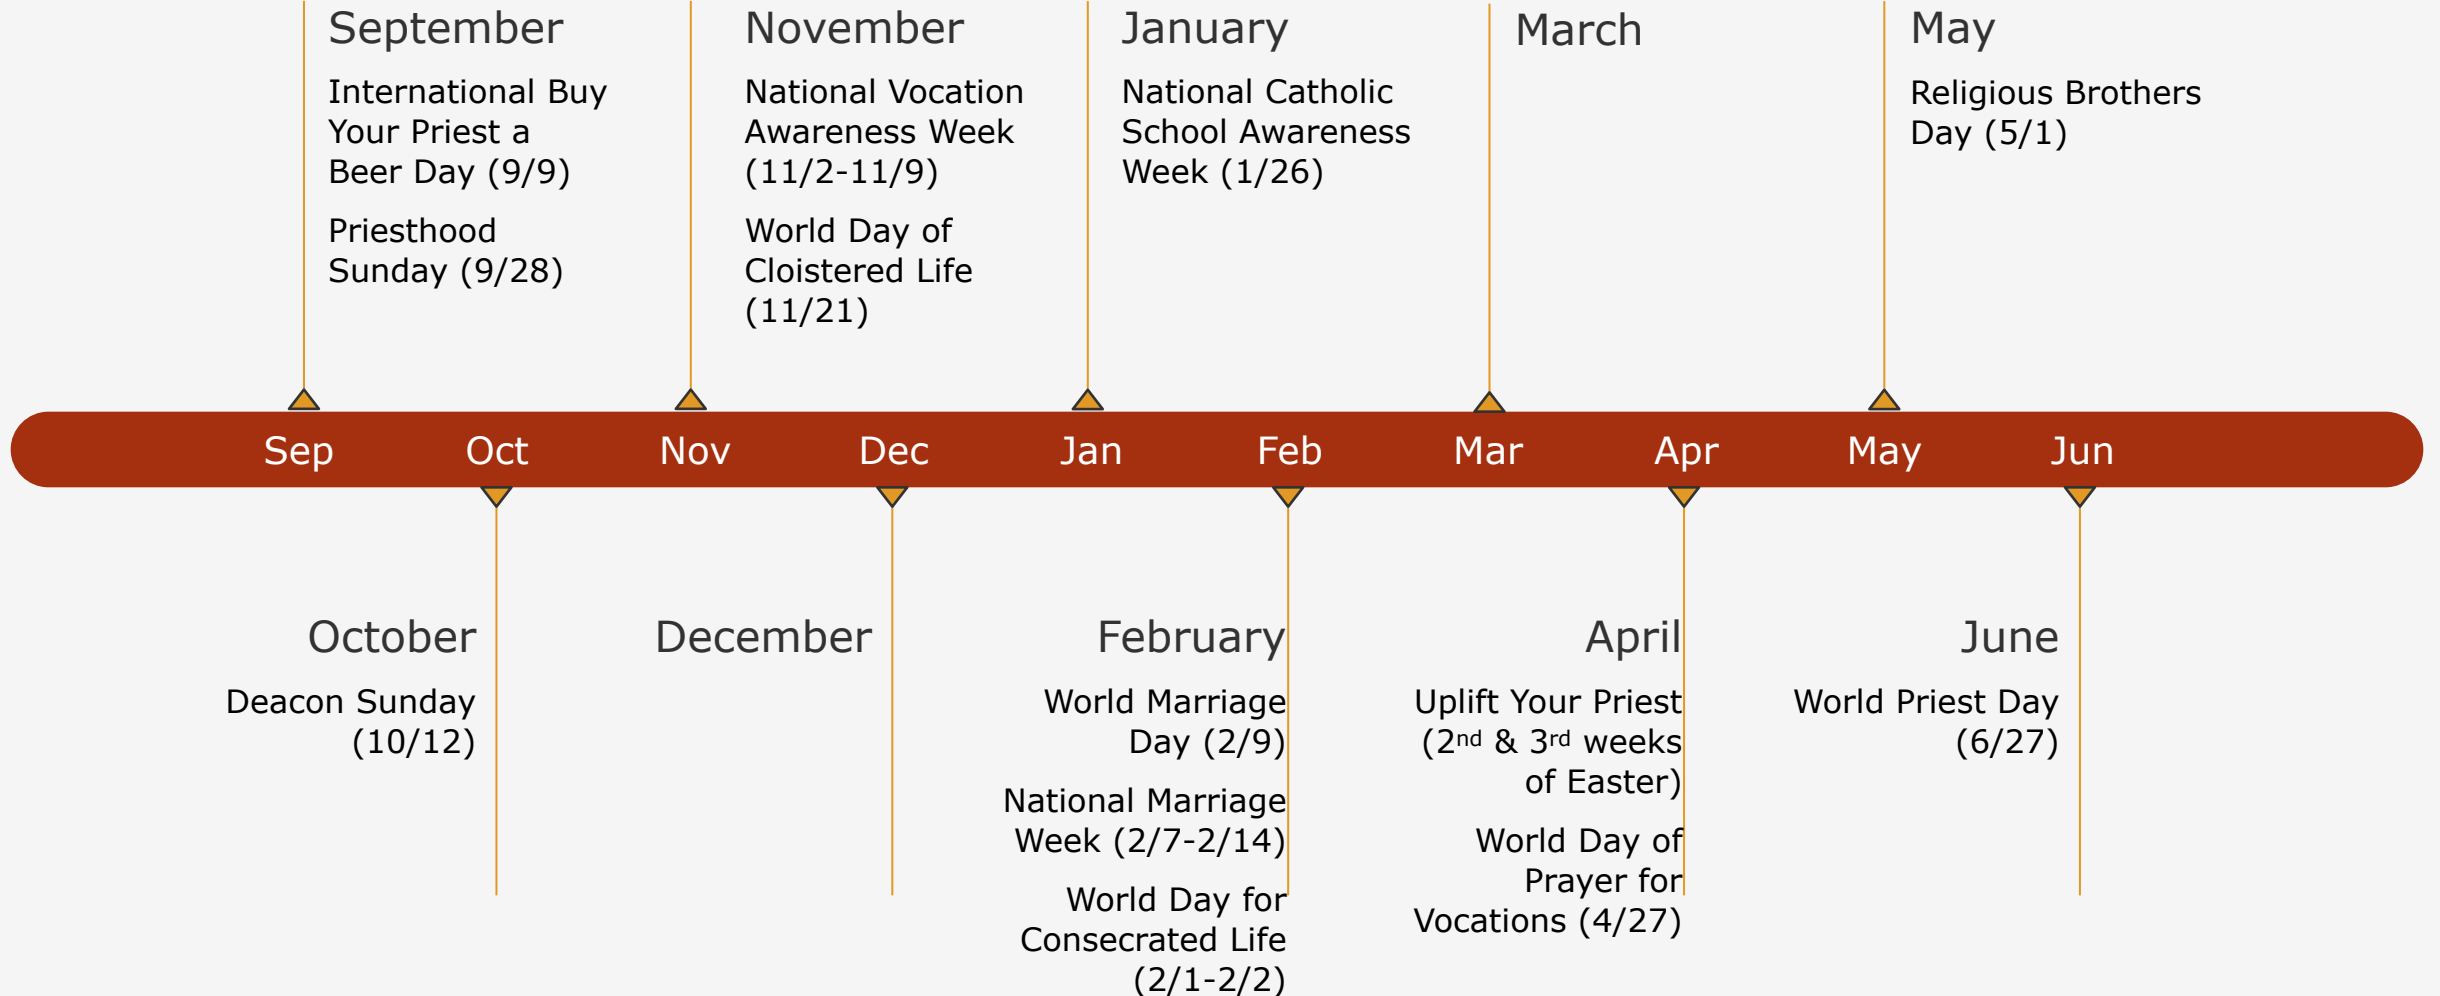 September
International Buy
Your Priest a
Beer Day (9/9)
Priesthood
Sunday (9/28)
November
National Vocation
Awareness Week
(11/2-11/9)
World Day of
Cloistered Life
(11/21)
January
National Catholic
School Awareness
Week (1/26)
March
May
Religious Brothers
Day (5/1)
Sep Oct Nov Dec Jan Feb Mar Apr May Jun
October
Deacon Sunday
(10/12)
December
February
World Marriage
Day (2/9)
National Marriage
Week (2/7-2/14)
World Day for
Consecrated Life
(2/1-2/2)
April
Uplift Your Priest
(2nd & 3rd weeks
of Easter)
World Day of
Prayer for
Vocations (4/27)
June
World Priest Day
(6/27)